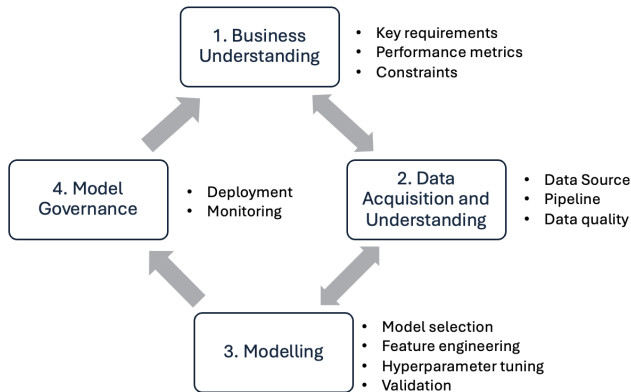 1. Business
Understanding
• Key requirements
• Performance metrics
• Constraints
2. Data
Acquisition and
Understanding
• Data Source
• Pipeline
• Data quality
3. Modelling
• Model selection
• Feature engineering
• Hyperparameter tuning
• Validation
4. Model
Governance
• Deployment
• Monitoring